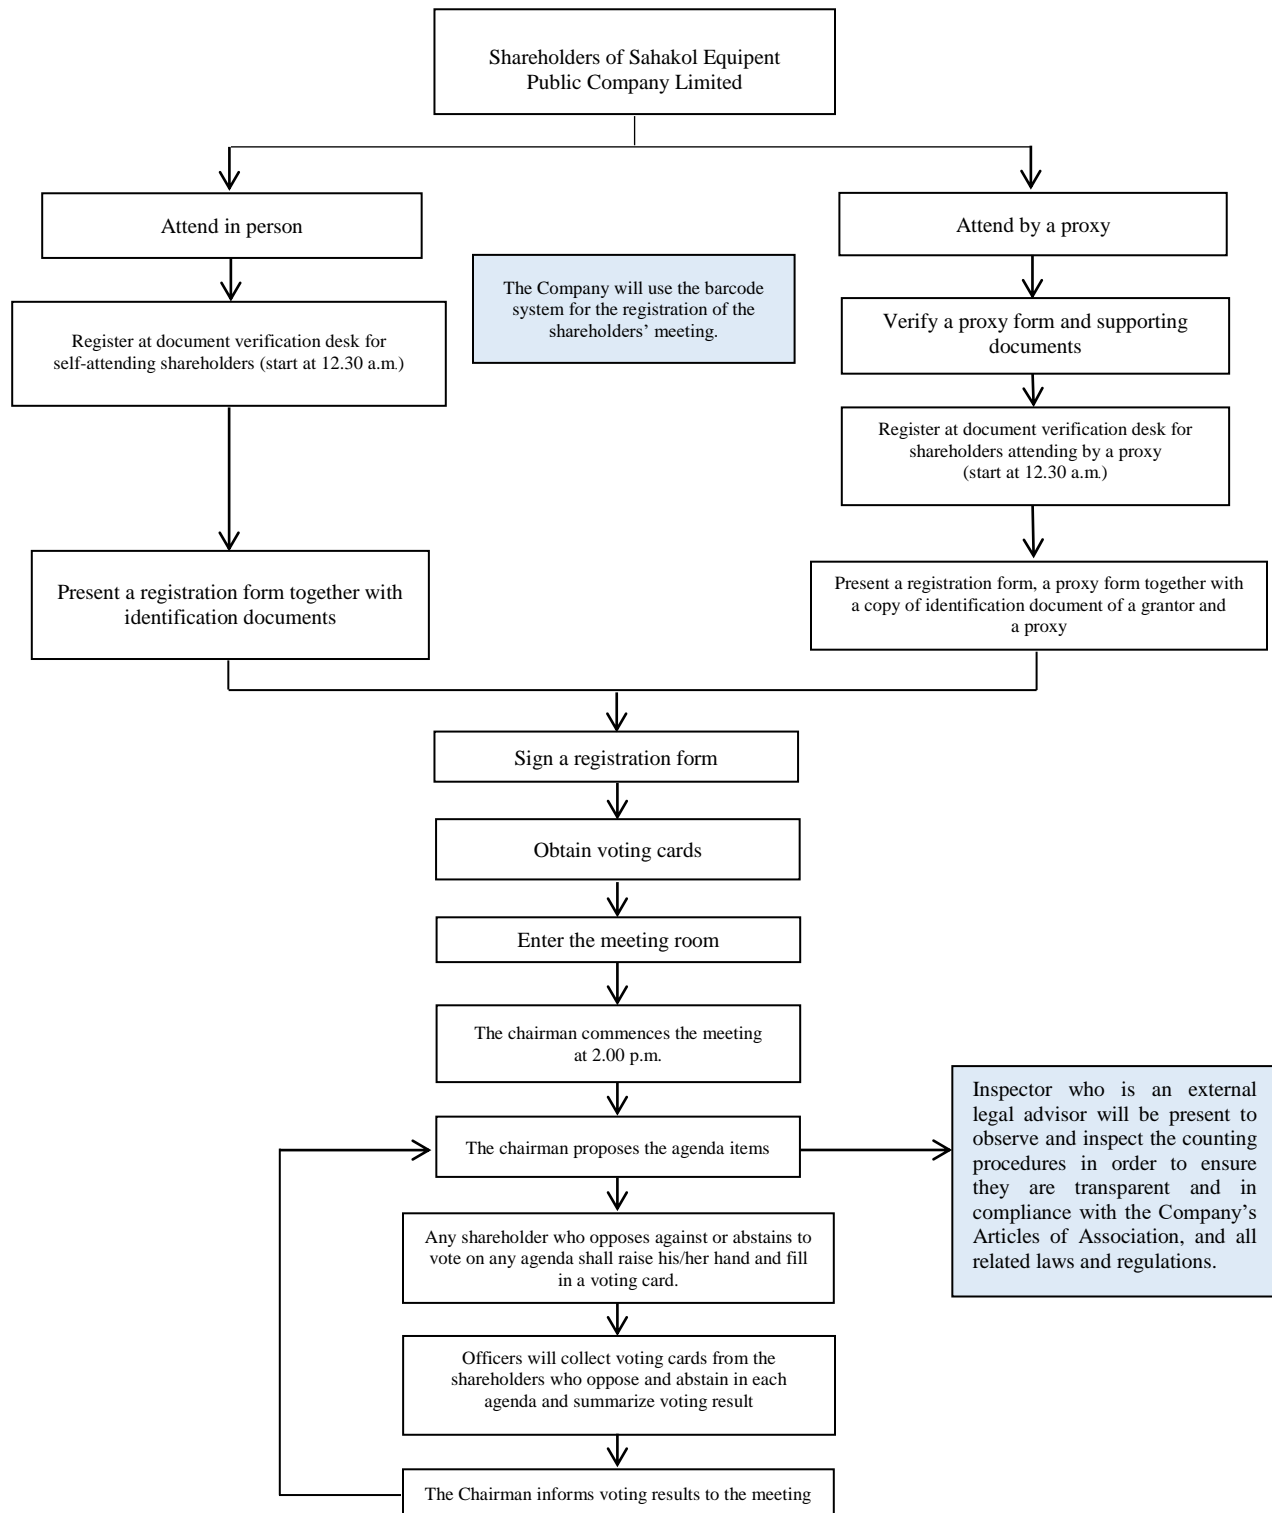 Shareholders of Sahakol Equipent
Public Company Limited
Attend in person
Attend by a proxy
The Company will use the barcode
system for the registration of the
shareholders’ meeting.
Register at document verification desk for
self-attending shareholders (start at 12.30 a.m.)
Verify a proxy form and supporting
documents
Register at document verification desk for
shareholders attending by a proxy
(start at 12.30 a.m.)
Present a registration form together with
identification documents
Present a registration form, a proxy form together with
a copy of identification document of a grantor and
a proxy
Sign a registration form
Obtain voting cards
Enter the meeting room
The chairman commences the meeting
at 2.00 p.m.
The chairman proposes the agenda items
Inspector who is an external
legal advisor will be present to
observe and inspect the counting
procedures in order to ensure
they are transparent and in
compliance with the Company’s
Articles of Association, and all
related laws and regulations.
Any shareholder who opposes against or abstains to
vote on any agenda shall raise his/her hand and fill
in a voting card.
Officers will collect voting cards from the
shareholders who oppose and abstain in each
agenda and summarize voting result
The Chairman informs voting results to the meeting